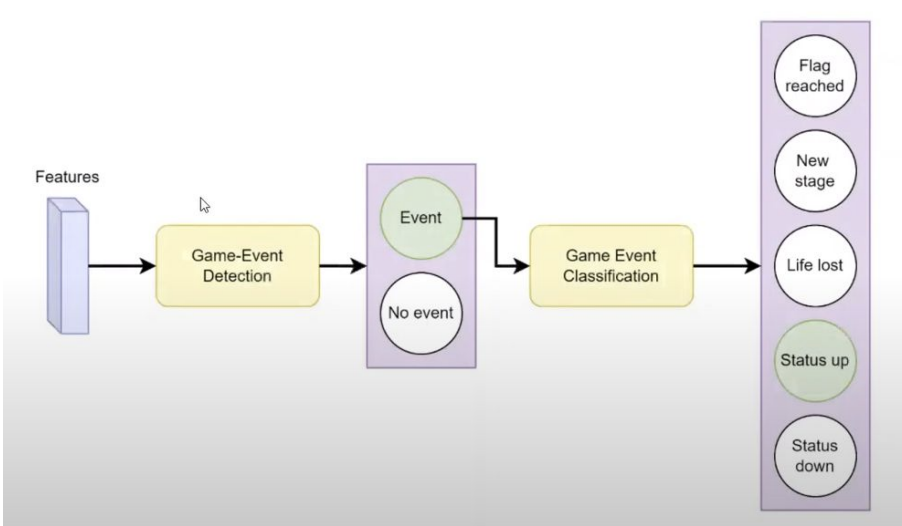 Features
Game-Event
Detection
Event
No event
Game Event
Classification
Flag
reached
New
stage
Life lost
Status up
Status
down